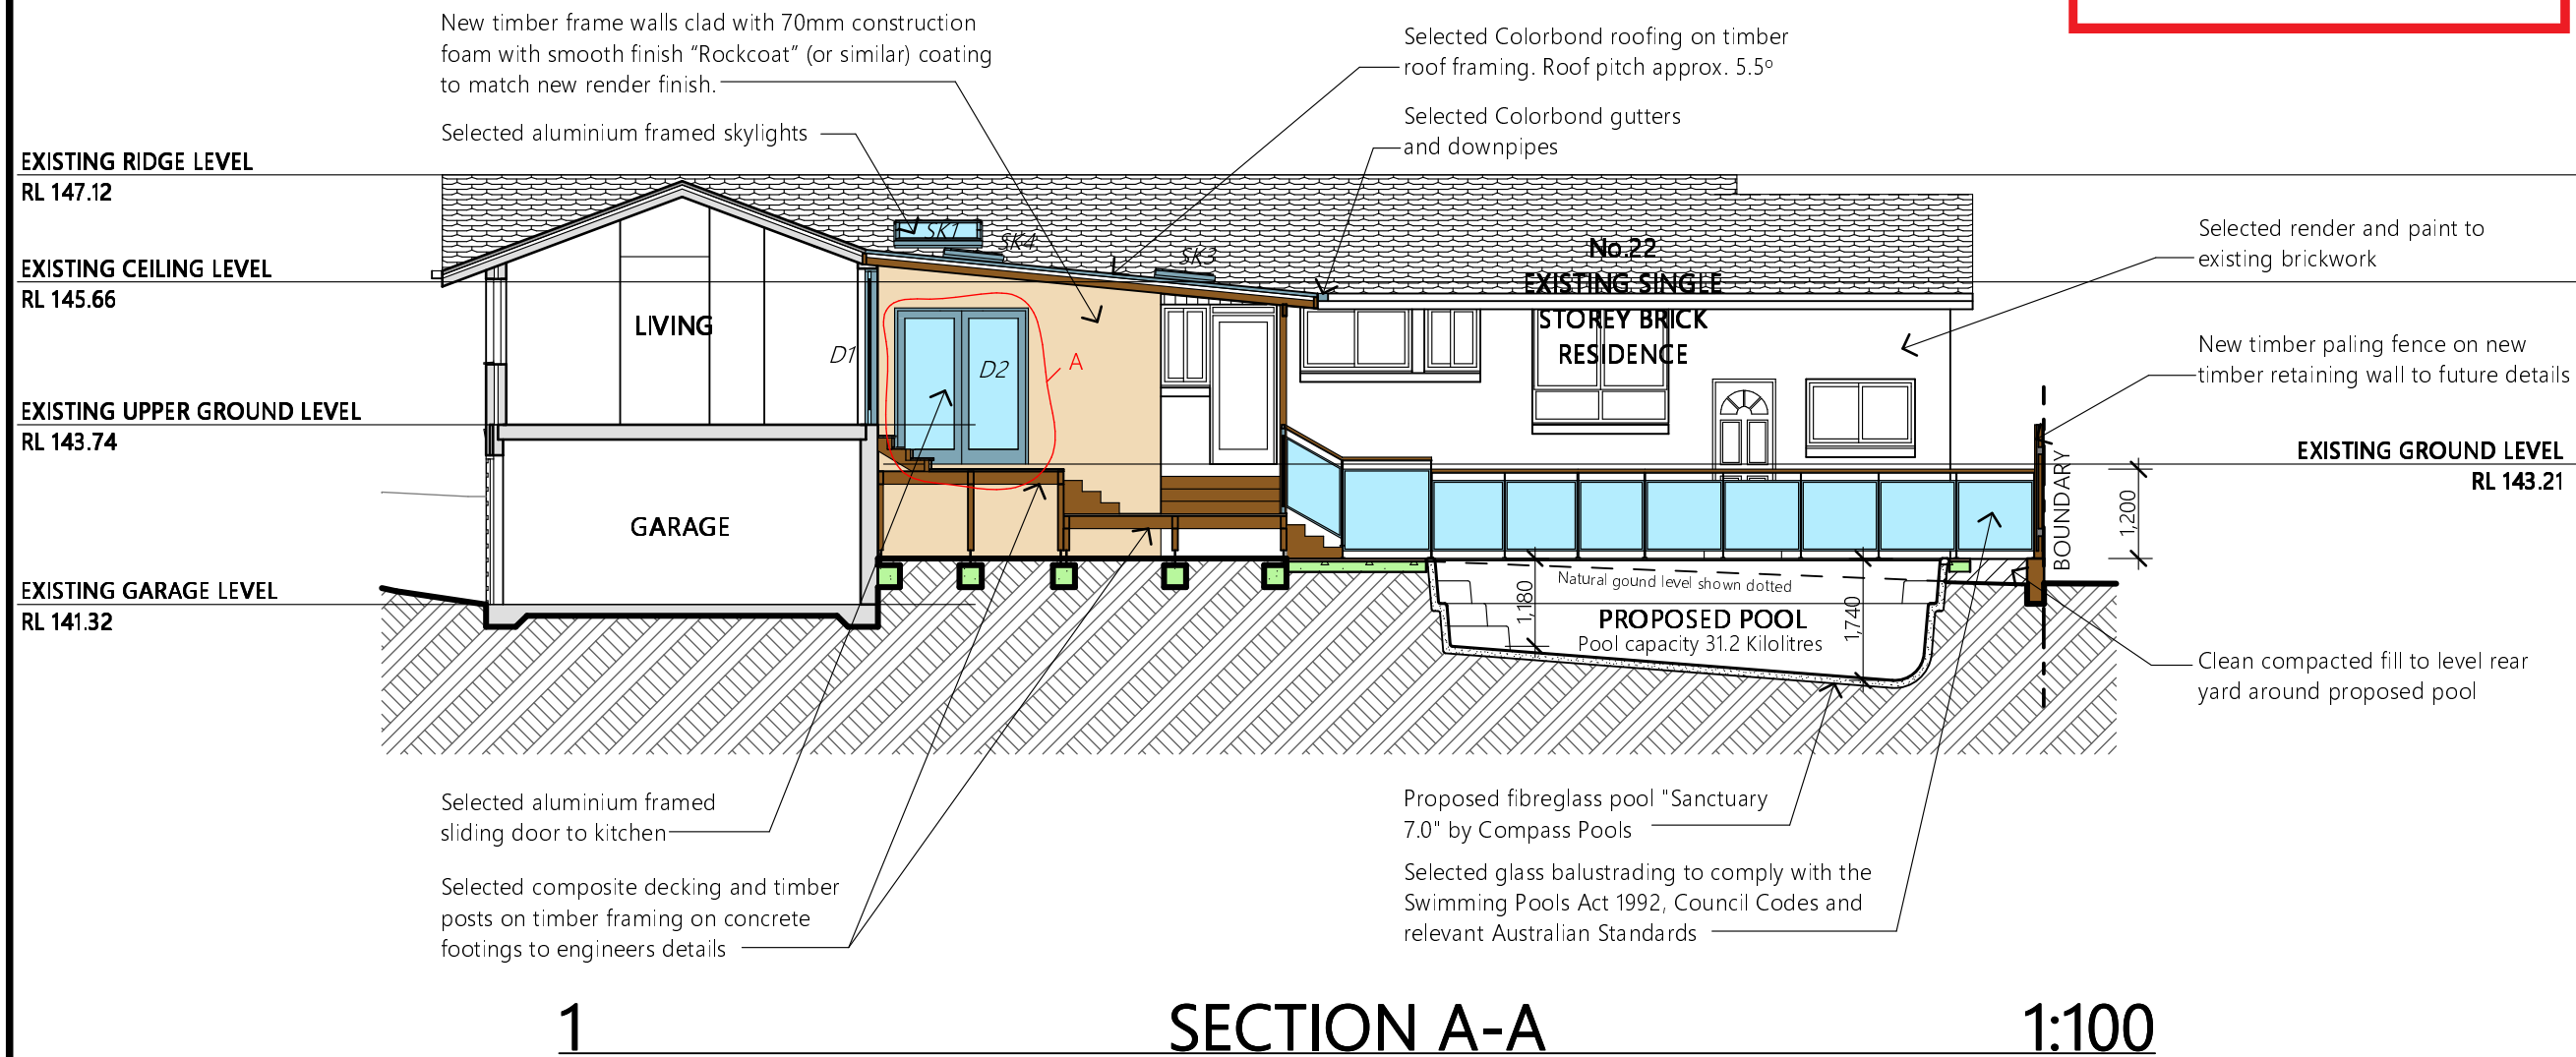 New timber frame walls clad with 70mm construction
foam with smooth finish “Rockcoat” (or similar) coating
to match new render finish.
Selected aluminium framed skylights
Selected Colorbond roofing on timber
roof framing. Roof pitch approx. 5.5º
Selected Colorbond gutters
and downpipes
EXISTING RIDGE LEVEL
RL 147.12
EXISTING CEILING LEVEL
RL 145.66
EXISTING UPPER GROUND LEVEL
RL 143.74
EXISTING GARAGE LEVEL
RL 141.32
SK1
SK4
SK3
LIVING
D1
D2
A
GARAGE
No.22
EXISTING SINGLE
STOREY BRICK
RESIDENCE
Selected render and paint to
existing brickwork
New timber paling fence on new
timber retaining wall to future details
EXISTING GROUND LEVEL
RL 143.21
BOUNDARY
1,200
Natural gound level shown dotted
1,180
PROPOSED POOL
1,740
Pool capacity 31.2 Kilolitres
Clean compacted fill to level rear
yard around proposed pool
Selected aluminium framed
sliding door to kitchen
Selected composite decking and timber
posts on timber framing on concrete
footings to engineers details
Proposed fibreglass pool "Sanctuary
7.0" by Compass Pools
Selected glass balustrading to comply with the
Swimming Pools Act 1992, Council Codes and
relevant Australian Standards
1 SECTION A-A 1:100